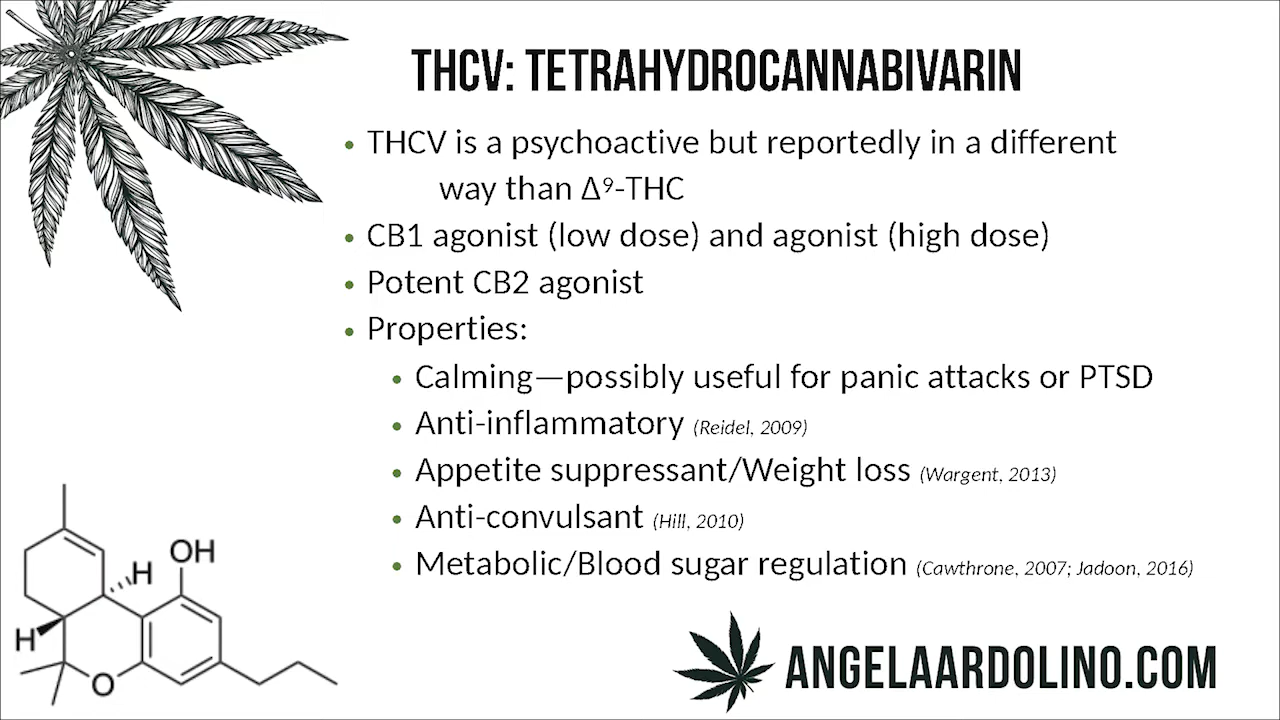 THCV: TETRAHYDROCANNABIVARIN
• THCV is a psychoactive but reportedly in a different
way than Δ⁹-THC
• CB1 agonist (low dose) and agonist (high dose)
• Potent CB2 agonist
• Properties:
• Calming—possibly useful for panic attacks or PTSD
• Anti-inflammatory (Reidel, 2009)
• Appetite suppressant/Weight loss (Wargent, 2013)
• Anti-convulsant (Hill, 2010)
• Metabolic/Blood sugar regulation (Cawthrone, 2007; Jadoon, 2016)
OH
H
H
O
ANGELAARDOLINO.COM